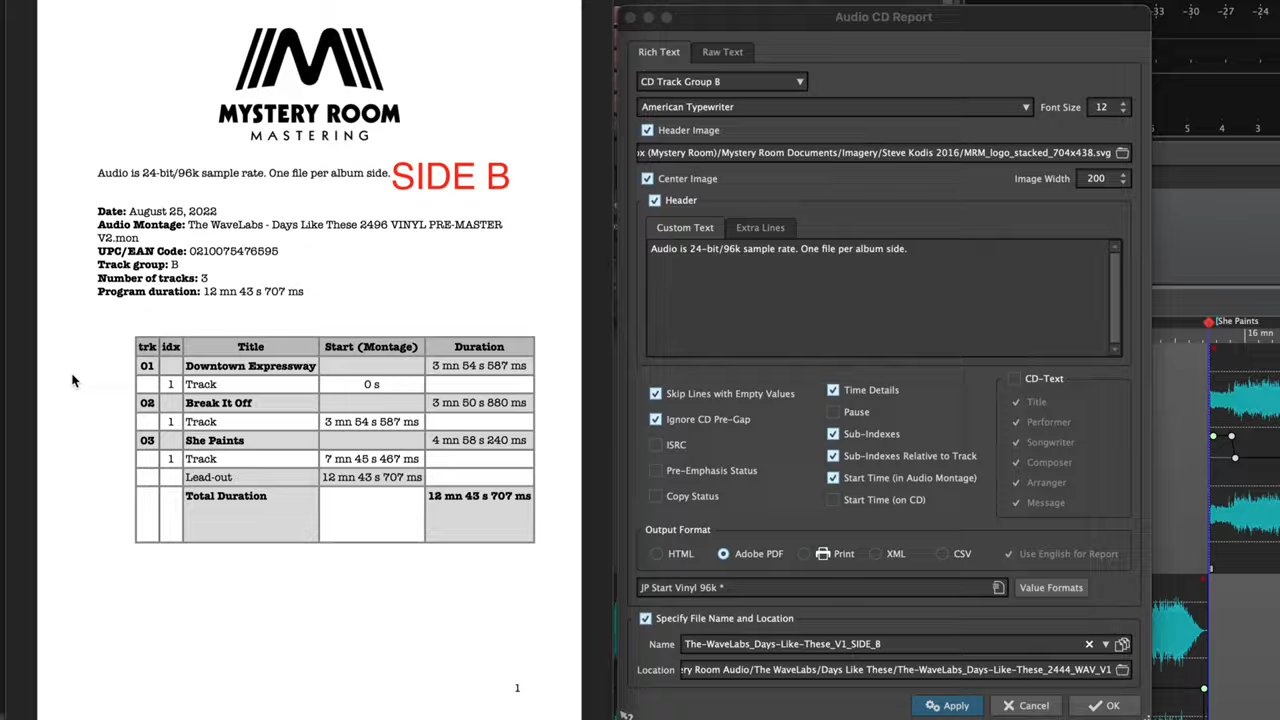 MYSTERY ROOM
MASTERING
Audio is 24-bit/96k sample rate. One file per album side.
SIDE B
Date: August 25, 2022
Audio Montage: The WaveLabs - Days Like These 2496 VINYL PRE-MASTER
V2.mon
UPC/EAN Code: 0210075476595
Track group: B
Number of tracks: 3
Program duration: 12 mn 43 s 707 ms
trk idx Title Start (Montage) Duration
01 Downtown Expressway 3 mn 54 s 587 ms
1 Track 0 s
02 Break It Off 3 mn 50 s 880 ms
1 Track 3 mn 54 s 587 ms
03 She Paints 4 mn 58 s 240 ms
1 Track 7 mn 45 s 467 ms
Lead-out 12 mn 43 s 707 ms
Total Duration 12 mn 43 s 707 ms
1
Audio CD Report
Rich Text Raw Text
CD Track Group B
American Typewriter Font Size 12
Header Image
x (Mystery Room)/Mystery Room Documents/Imagery/Steve Kodis 2016/MRM_logo_stacked_704x438.svg
Center Image Image Width 200
Header
Custom Text Extra Lines
Audio is 24-bit/96k sample rate. One file per album side.
Skip Lines with Empty Values
Ignore CD Pre-Gap
ISRC
Pre-Emphasis Status
Copy Status
Time Details
Pause
Sub-Indexes
Sub-Indexes Relative to Track
Start Time (in Audio Montage)
Start Time (on CD)
CD-Text
Title
Performer
Songwriter
Composer
Arranger
Message
Output Format
HTML Adobe PDF Print XML CSV Use English for Report
JP Start Vinyl 96k * Value Formats
Specify File Name and Location
Name The-WaveLabs_Days-Like-These_V1_SIDE_B
Location ry Room Audio/The WaveLabs/Days Like These/The-WaveLabs_Days-Like-These_2444_WAV_V1
Apply Cancel OK
-33 -30 -27 -24
5 6 7 8
[She Paints
16 mn